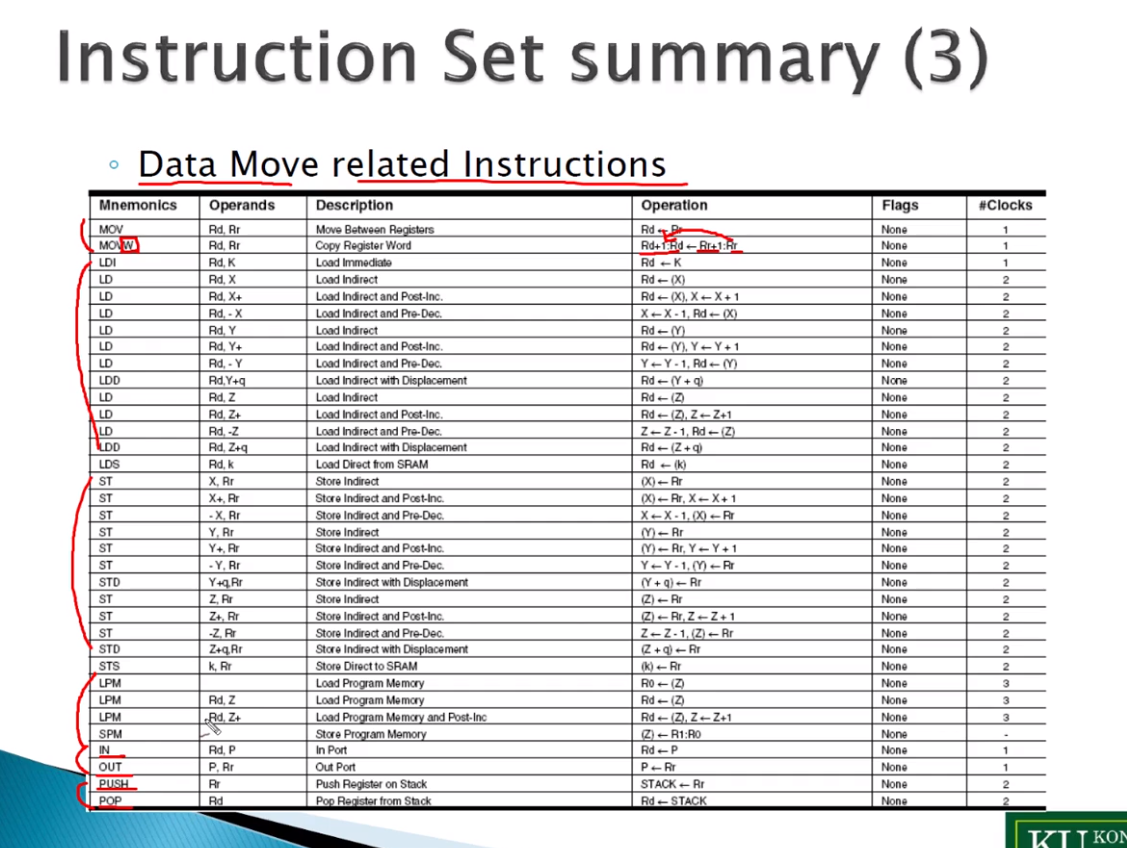 Instruction Set summary (3)
◦ Data Move related Instructions
Mnemonics Operands Description Operation Flags #Clocks
MOV Rd, Rr Move Between Registers Rd ← Rr None 1
MOVW Rd, Rr Copy Register Word Rd+1:Rd ← Rr+1:Rr None 1
LDI Rd, K Load Immediate Rd ← K None 1
LD Rd, X Load Indirect Rd ← (X) None 2
LD Rd, X+ Load Indirect and Post-Inc. Rd ← (X), X ← X + 1 None 2
LD Rd, - X Load Indirect and Pre-Dec. X ← X - 1, Rd ← (X) None 2
LD Rd, Y Load Indirect Rd ← (Y) None 2
LD Rd, Y+ Load Indirect and Post-Inc. Rd ← (Y), Y ← Y + 1 None 2
LD Rd, - Y Load Indirect and Pre-Dec. Y ← Y - 1, Rd ← (Y) None 2
LDD Rd,Y+q Load Indirect with Displacement Rd ← (Y + q) None 2
LD Rd, Z Load Indirect Rd ← (Z) None 2
LD Rd, Z+ Load Indirect and Post-Inc. Rd ← (Z), Z ← Z+1 None 2
LD Rd, -Z Load Indirect and Pre-Dec. Z ← Z - 1, Rd ← (Z) None 2
LDD Rd, Z+q Load Indirect with Displacement Rd ← (Z + q) None 2
LDS Rd, k Load Direct from SRAM Rd ← (k) None 2
ST X, Rr Store Indirect (X) ← Rr None 2
ST X+, Rr Store Indirect and Post-Inc. (X) ← Rr, X ← X + 1 None 2
ST - X, Rr Store Indirect and Pre-Dec. X ← X - 1, (X) ← Rr None 2
ST Y, Rr Store Indirect (Y) ← Rr None 2
ST Y+, Rr Store Indirect and Post-Inc. (Y) ← Rr, Y ← Y + 1 None 2
ST - Y, Rr Store Indirect and Pre-Dec. Y ← Y - 1, (Y) ← Rr None 2
STD Y+q,Rr Store Indirect with Displacement (Y + q) ← Rr None 2
ST Z, Rr Store Indirect (Z) ← Rr None 2
ST Z+, Rr Store Indirect and Post-Inc. (Z) ← Rr, Z ← Z + 1 None 2
ST -Z, Rr Store Indirect and Pre-Dec. Z ← Z - 1, (Z) ← Rr None 2
STD Z+q,Rr Store Indirect with Displacement (Z + q) ← Rr None 2
STS k, Rr Store Direct to SRAM (k) ← Rr None 2
LPM Load Program Memory R0 ← (Z) None 3
LPM Rd, Z Load Program Memory Rd ← (Z) None 3
LPM Rd, Z+ Load Program Memory and Post-Inc Rd ← (Z), Z ← Z+1 None 3
SPM Store Program Memory (Z) ← R1:R0 None -
IN Rd, P In Port Rd ← P None 1
OUT P, Rr Out Port P ← Rr None 1
PUSH Rr Push Register on Stack STACK ← Rr None 2
POP Rd Pop Register from Stack Rd ← STACK None 2
KU KON